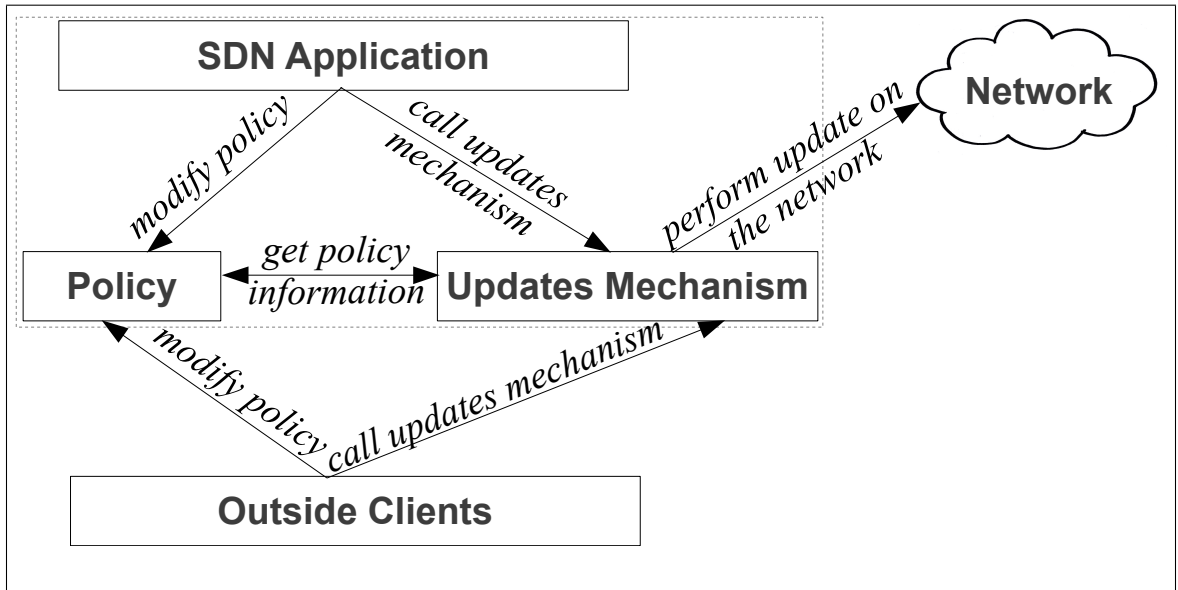 SDN Application
Network
modify policy
call updates
mechanism
perform update on
the network
Policy
get policy
information
Updates Mechanism
modify policy
call updates mechanism
Outside Clients